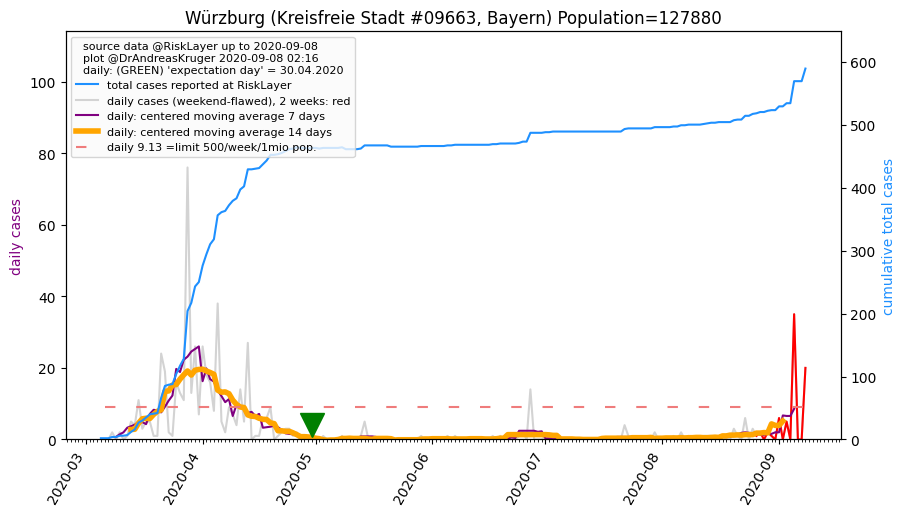 Würzburg (Kreisfreie Stadt #09663, Bayern) Population=127880
source data @RiskLayer up to 2020-09-08
plot @DrAndreasKruger 2020-09-08 02:16
daily: (GREEN) 'expectation day' = 30.04.2020
total cases reported at RiskLayer
daily cases (weekend-flawed), 2 weeks: red
daily: centered moving average 7 days
daily: centered moving average 14 days
daily 9.13 =limit 500/week/1mio pop.
daily cases
100
80
60
40
20
0
cumulative total cases
600
500
400
300
200
100
0
2020-03
2020-04
2020-05
2020-06
2020-07
2020-08
2020-09